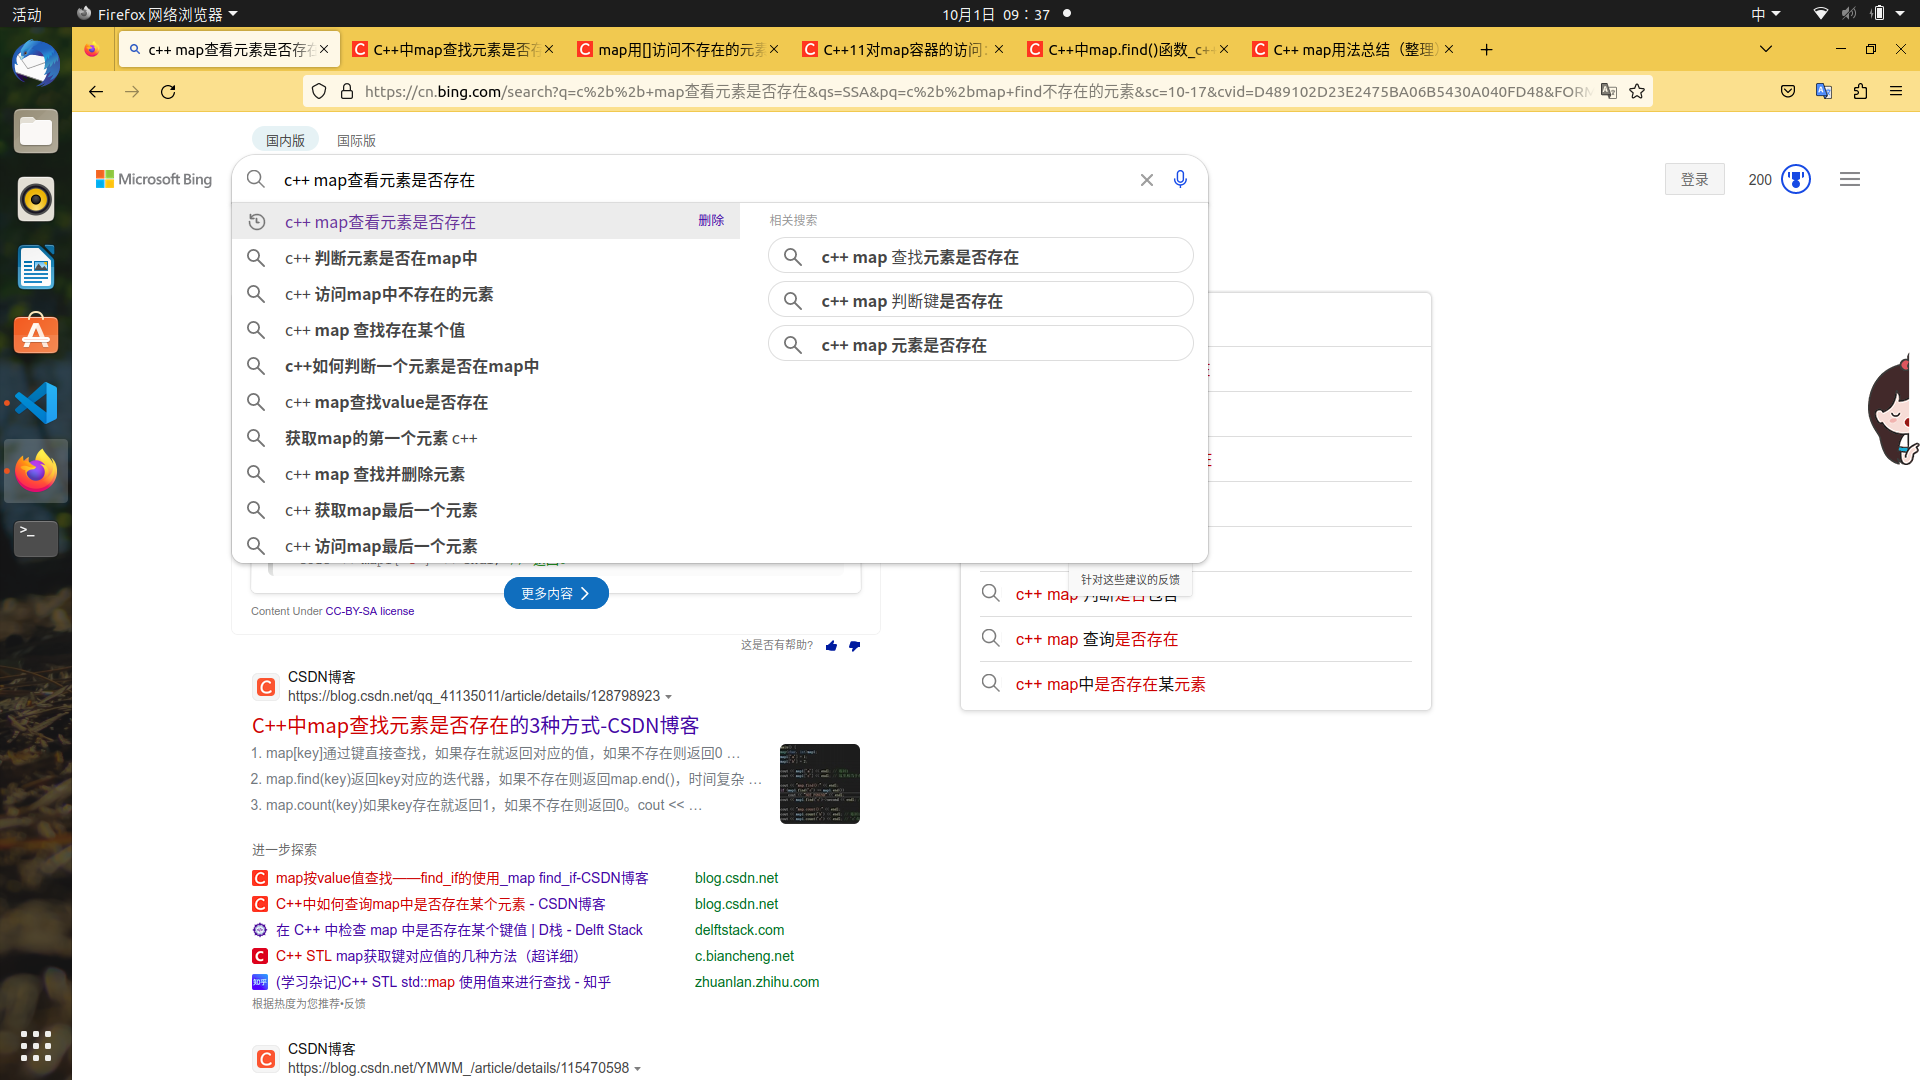 活动
Firefox 网络浏览器
10月1日 09：37
中
c++ map查看元素是否存在
C++中map查找元素是否存在
map用[]访问不存在的元素
C++11对map容器的访问：
C++中map.find()函数_c++
C++ map用法总结（整理）
https://cn.bing.com/search?q=c%2b%2b+map查看元素是否存在&qs=SSA&pq=c%2b%2bmap+find不存在的元素&sc=10-17&cvid=D489102D23E2475BA06B5430A040FD48&FORM
国内版
国际版
Microsoft Bing
c++ map查看元素是否存在
登录
200
c++ map查看元素是否存在
删除
c++ 判断元素是否在map中
c++ 访问map中不存在的元素
c++ map 查找存在某个值
c++如何判断一个元素是否在map中
c++ map查找value是否存在
获取map的第一个元素 c++
c++ map 查找并删除元素
c++ 获取map最后一个元素
c++ 访问map最后一个元素
相关搜索
c++ map 查找元素是否存在
c++ map 判断键是否存在
c++ map 元素是否存在
针对这些建议的反馈
更多内容
Content Under CC-BY-SA license
这是否有帮助?
c++ map 判断是否包含
c++ map 查询是否存在
c++ map中是否存在某元素
CSDN博客
https://blog.csdn.net/qq_41135011/article/details/128798923
C++中map查找元素是否存在的3种方式-CSDN博客
1. map[key]通过键直接查找，如果存在就返回对应的值，如果不存在则返回0 …
2. map.find(key)返回key对应的迭代器，如果不存在则返回map.end()，时间复杂 …
3. map.count(key)如果key存在就返回1，如果不存在则返回0。cout << …
进一步探索
map按value值查找——find_if的使用_map find_if-CSDN博客
blog.csdn.net
C++中如何查询map中是否存在某个元素 - CSDN博客
blog.csdn.net
在 C++ 中检查 map 中是否存在某个键值 | D栈 - Delft Stack
delftstack.com
C++ STL map获取键对应值的几种方法（超详细）
c.biancheng.net
(学习杂记)C++ STL std::map 使用值来进行查找 - 知乎
zhuanlan.zhihu.com
根据热度为您推荐•反馈
CSDN博客
https://blog.csdn.net/YMWM_/article/details/115470598